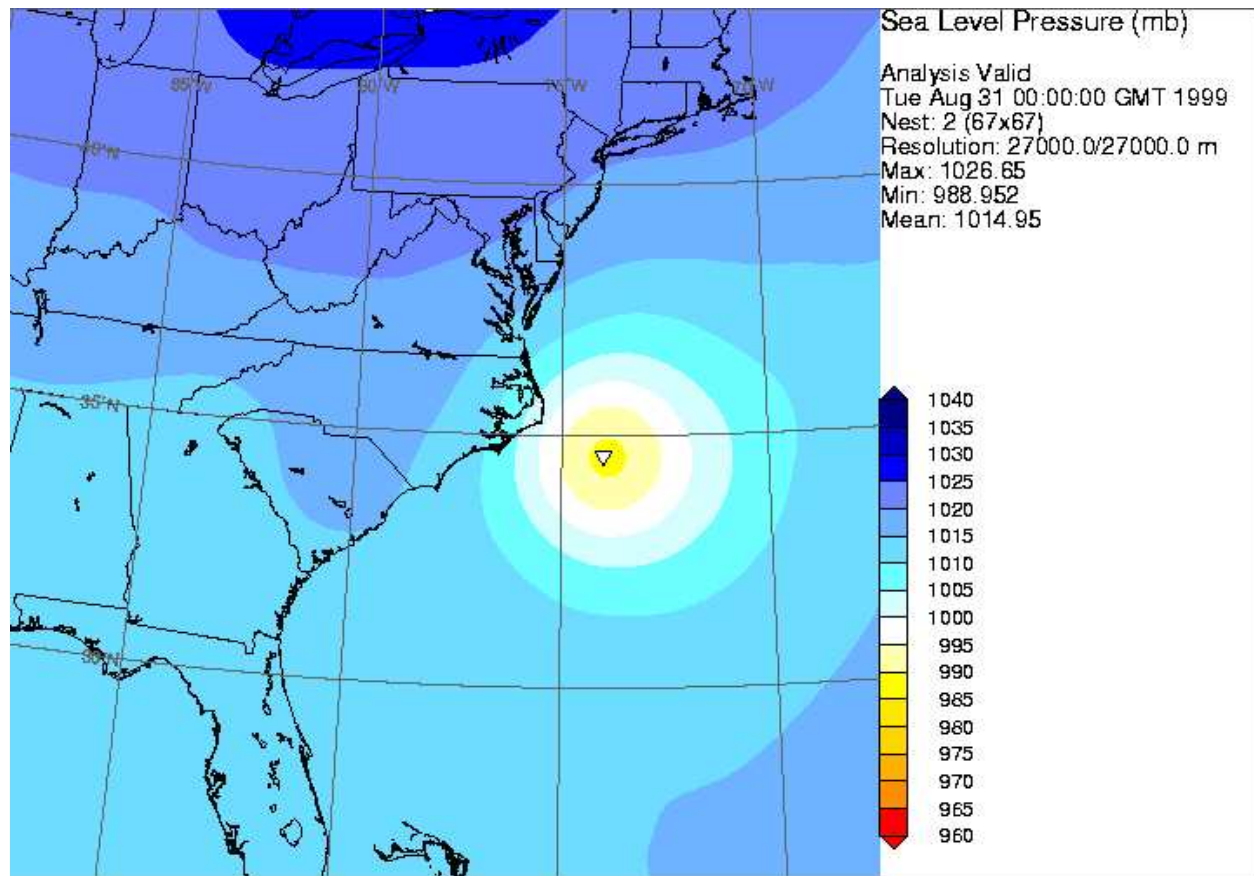 Sea Level Pressure (mb)
Analysis Valid
Tue Aug 31 00:00:00 GMT 1999
Nest: 2 (67x67)
Resolution: 27000.0/27000.0 m
Max: 1026.65
Min: 988.952
Mean: 1014.95
85°W
80°W
75°W
70°W
40°N
35°N
30°N
1040
1035
1030
1025
1020
1015
1010
1005
1000
995
990
985
980
975
970
965
960